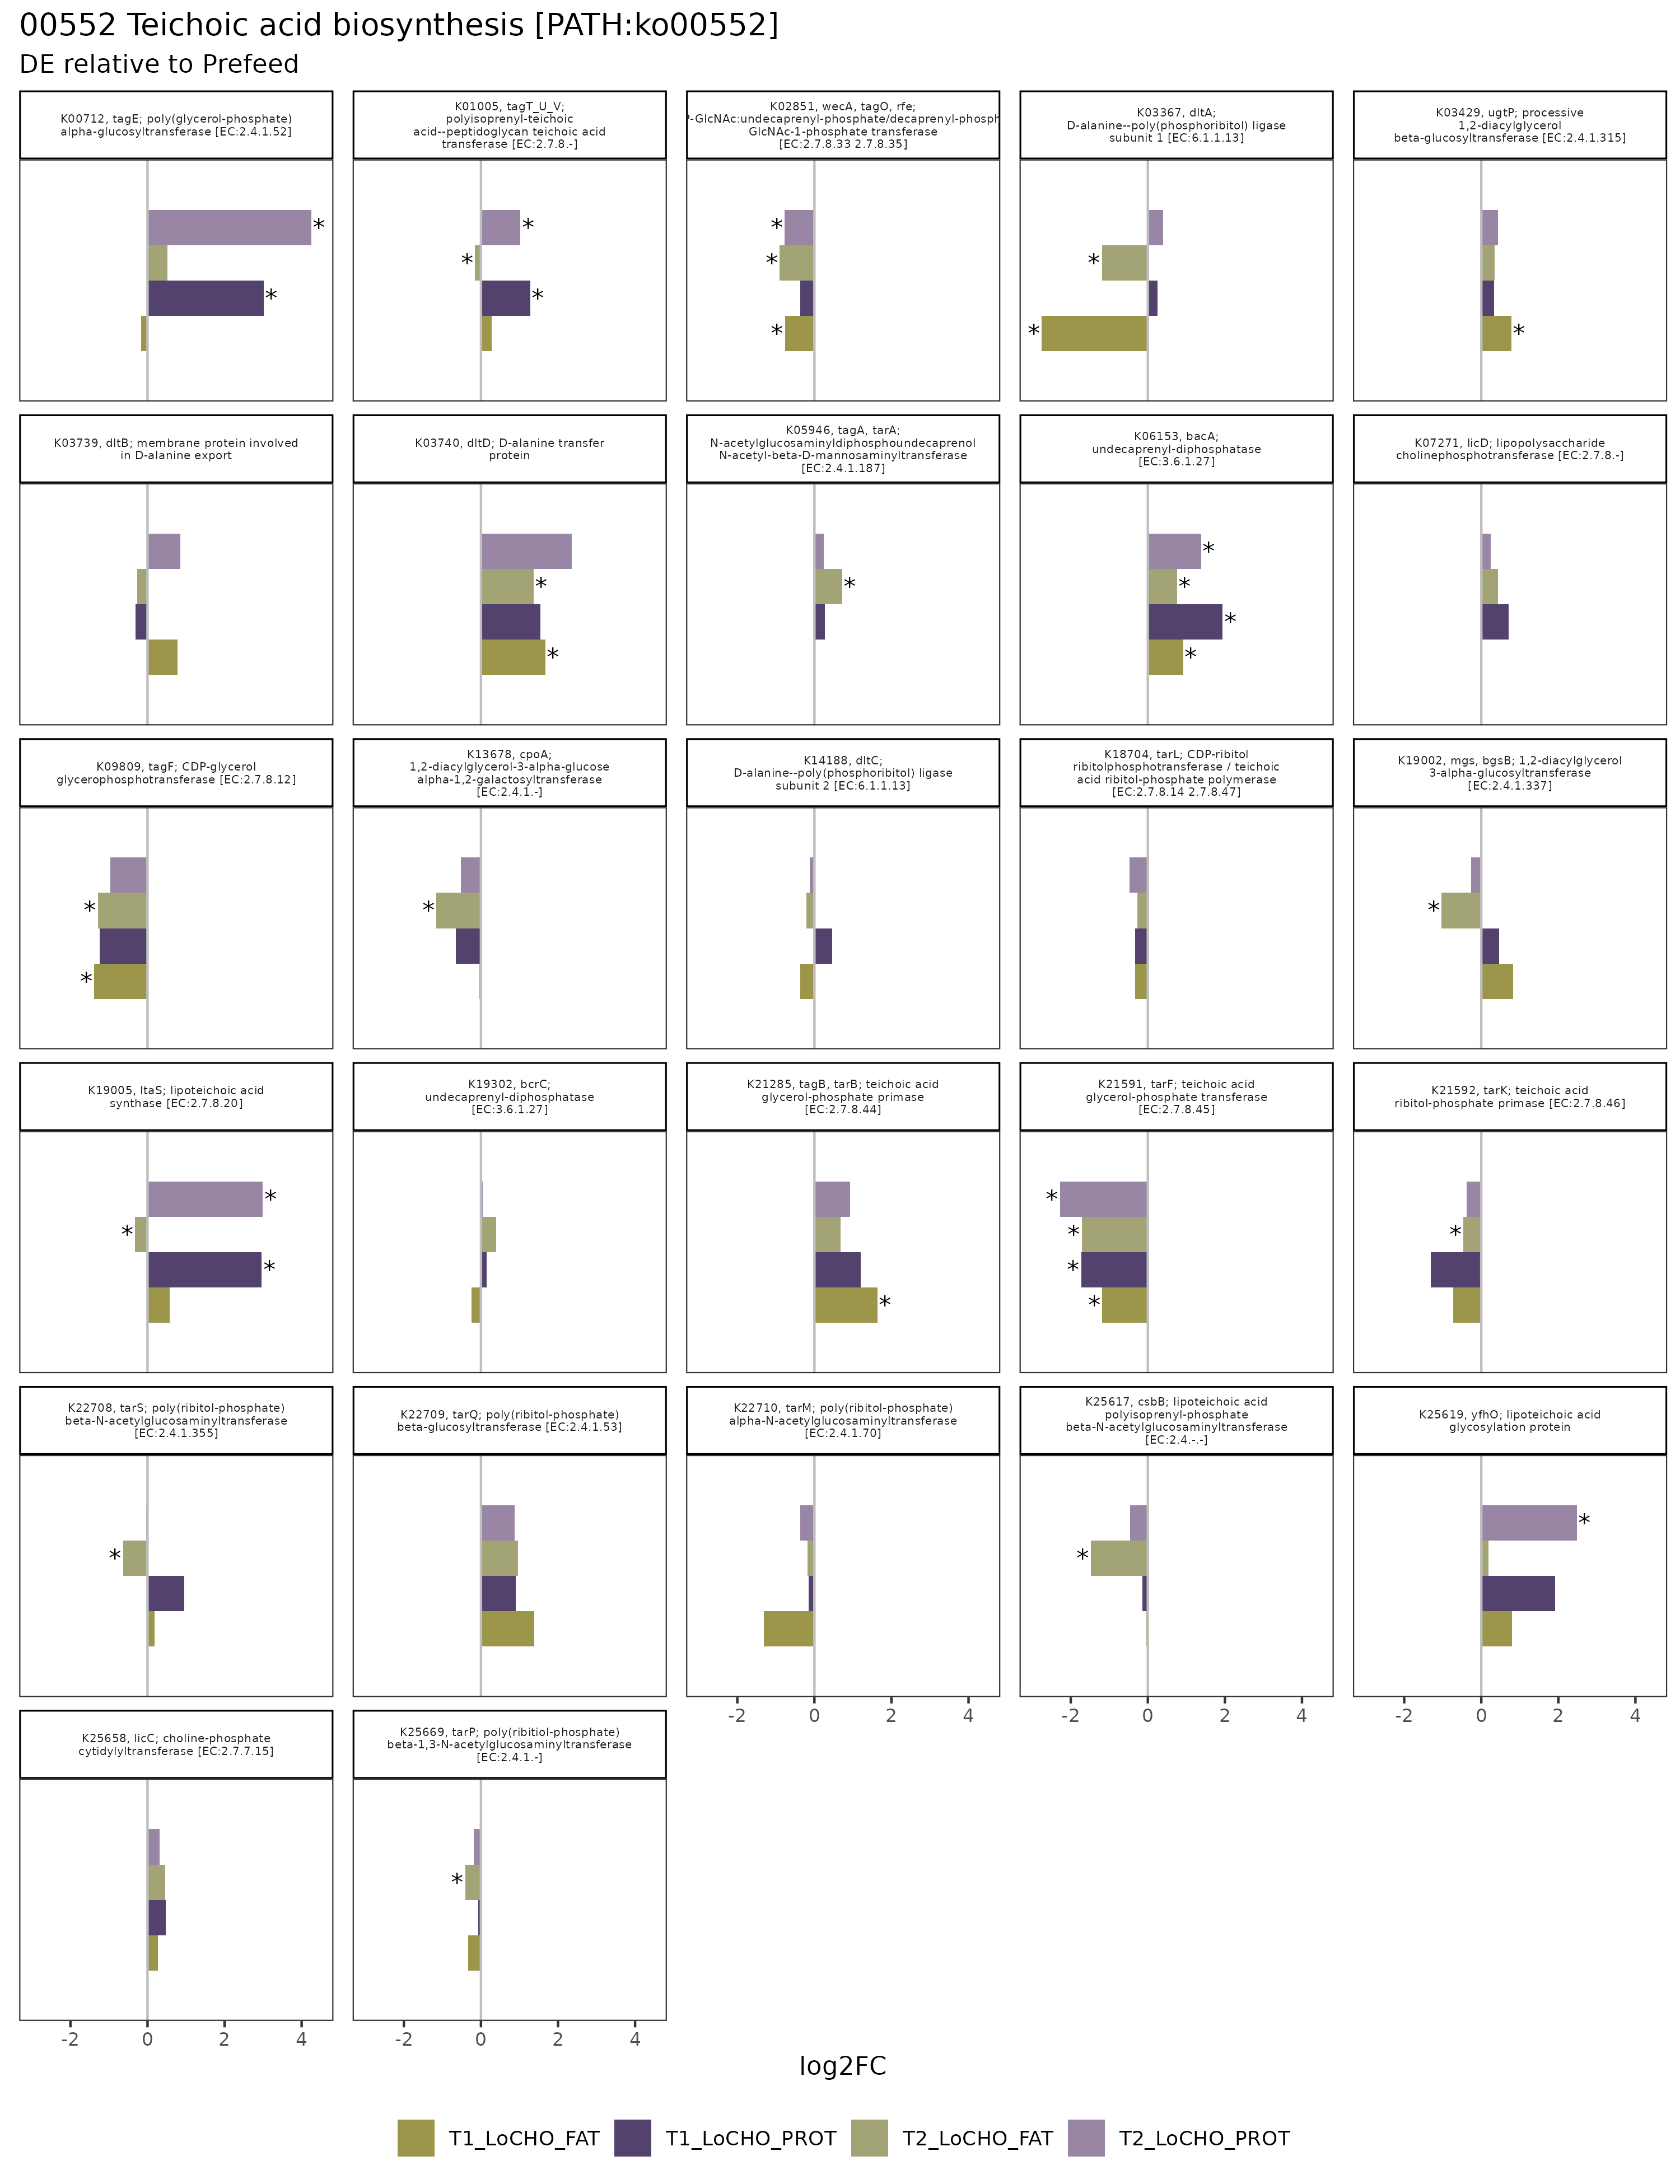 00552 Teichoic acid biosynthesis [PATH:ko00552]
DE relative to Prefeed
K00712, tagE; poly(glycerol-phosphate)
alpha-glucosyltransferase [EC:2.4.1.52]
K01005, tagT_U_V;
polyisoprenyl-teichoic
acid--peptidoglycan teichoic acid
transferase [EC:2.7.8.-]
K02851, wecA, tagO, rfe;
P-GlcNAc:undecaprenyl-phosphate/decaprenyl-phosph
GlcNAc-1-phosphate transferase
[EC:2.7.8.33 2.7.8.35]
K03367, dltA;
D-alanine--poly(phosphoribitol) ligase
subunit 1 [EC:6.1.1.13]
K03429, ugtP; processive
1,2-diacylglycerol
beta-glucosyltransferase [EC:2.4.1.315]
*
*
*
*
*
*
*
*
*
*
*
K03739, dltB; membrane protein involved
in D-alanine export
K03740, dltD; D-alanine transfer
protein
K05946, tagA, tarA;
N-acetylglucosaminyldiphosphoundecaprenol
N-acetyl-beta-D-mannosaminyltransferase
[EC:2.4.1.187]
K06153, bacA;
undecaprenyl-diphosphatase
[EC:3.6.1.27]
K07271, licD; lipopolysaccharide
cholinephosphotransferase [EC:2.7.8.-]
*
*
*
*
*
*
*
K09809, tagF; CDP-glycerol
glycerophosphotransferase [EC:2.7.8.12]
K13678, cpoA;
1,2-diacylglycerol-3-alpha-glucose
alpha-1,2-galactosyltransferase
[EC:2.4.1.-]
K14188, dltC;
D-alanine--poly(phosphoribitol) ligase
subunit 2 [EC:6.1.1.13]
K18704, tarL; CDP-ribitol
ribitolphosphotransferase / teichoic
acid ribitol-phosphate polymerase
[EC:2.7.8.14 2.7.8.47]
K19002, mgs, bgsB; 1,2-diacylglycerol
3-alpha-glucosyltransferase
[EC:2.4.1.337]
*
*
*
*
K19005, ltaS; lipoteichoic acid
synthase [EC:2.7.8.20]
K19302, bcrC;
undecaprenyl-diphosphatase
[EC:3.6.1.27]
K21285, tagB, tarB; teichoic acid
glycerol-phosphate primase
[EC:2.7.8.44]
K21591, tarF; teichoic acid
glycerol-phosphate transferase
[EC:2.7.8.45]
K21592, tarK; teichoic acid
ribitol-phosphate primase [EC:2.7.8.46]
*
*
*
*
*
*
*
*
*
K22708, tarS; poly(ribitol-phosphate)
beta-N-acetylglucosaminyltransferase
[EC:2.4.1.355]
K22709, tarQ; poly(ribitol-phosphate)
beta-glucosyltransferase [EC:2.4.1.53]
K22710, tarM; poly(ribitol-phosphate)
alpha-N-acetylglucosaminyltransferase
[EC:2.4.1.70]
K25617, csbB; lipoteichoic acid
polyisoprenyl-phosphate
beta-N-acetylglucosaminyltransferase
[EC:2.4.-.-]
K25619, yfhO; lipoteichoic acid
glycosylation protein
*
*
*
-2 0 2 4
-2 0 2 4
-2 0 2 4
K25658, licC; choline-phosphate
cytidylyltransferase [EC:2.7.7.15]
K25669, tarP; poly(ribitiol-phosphate)
beta-1,3-N-acetylglucosaminyltransferase
[EC:2.4.1.-]
*
-2 0 2 4
-2 0 2 4
log2FC
T1_LoCHO_FAT T1_LoCHO_PROT T2_LoCHO_FAT T2_LoCHO_PROT